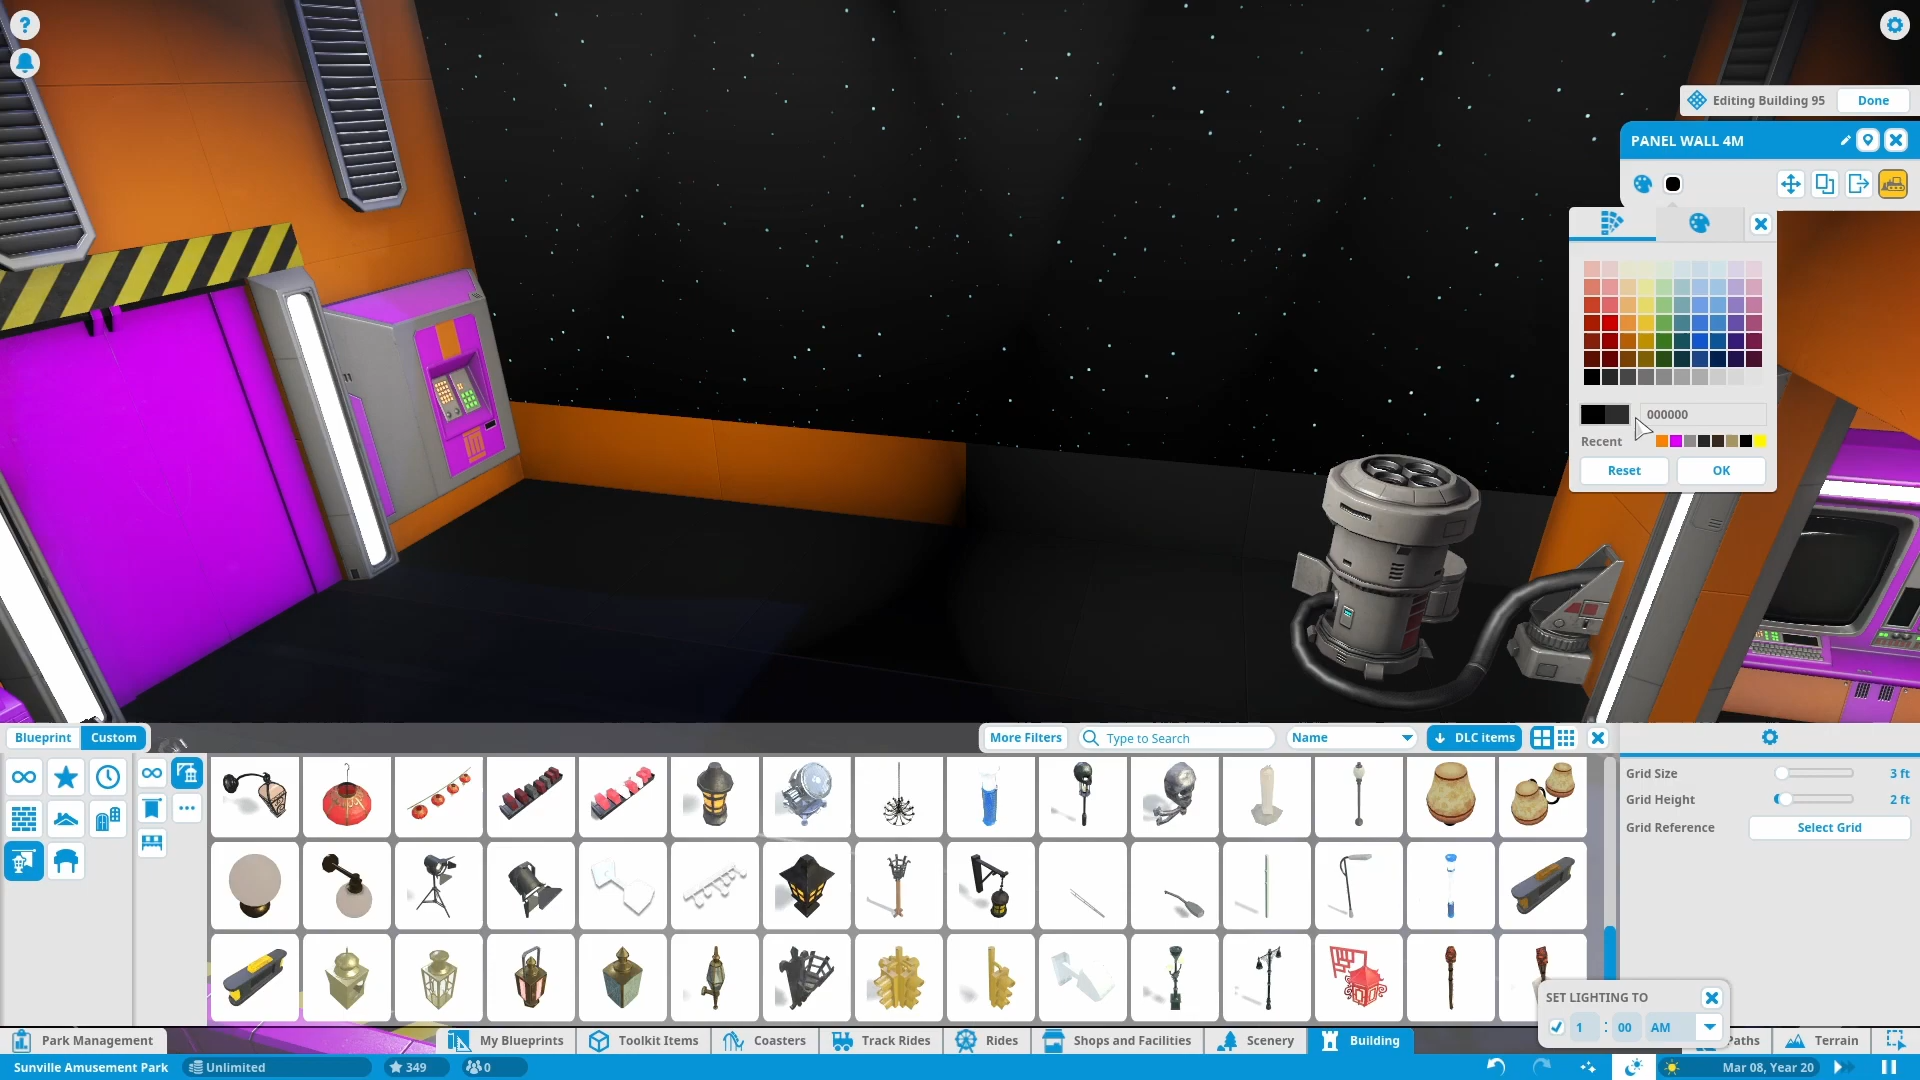 ?
Editing Building 95 Done
PANEL WALL 4M
000000
Recent
Reset OK
Blueprint Custom
More Filters Type to Search Name DLC items
Grid Size 3 ft
Grid Height 2 ft
Grid Reference Select Grid
SET LIGHTING TO
1 : 00 AM
Park Management My Blueprints Toolkit Items Coasters Track Rides Rides Shops and Facilities Scenery Building Paths Terrain
Sunville Amusement Park Unlimited 349 0 Mar 08, Year 20